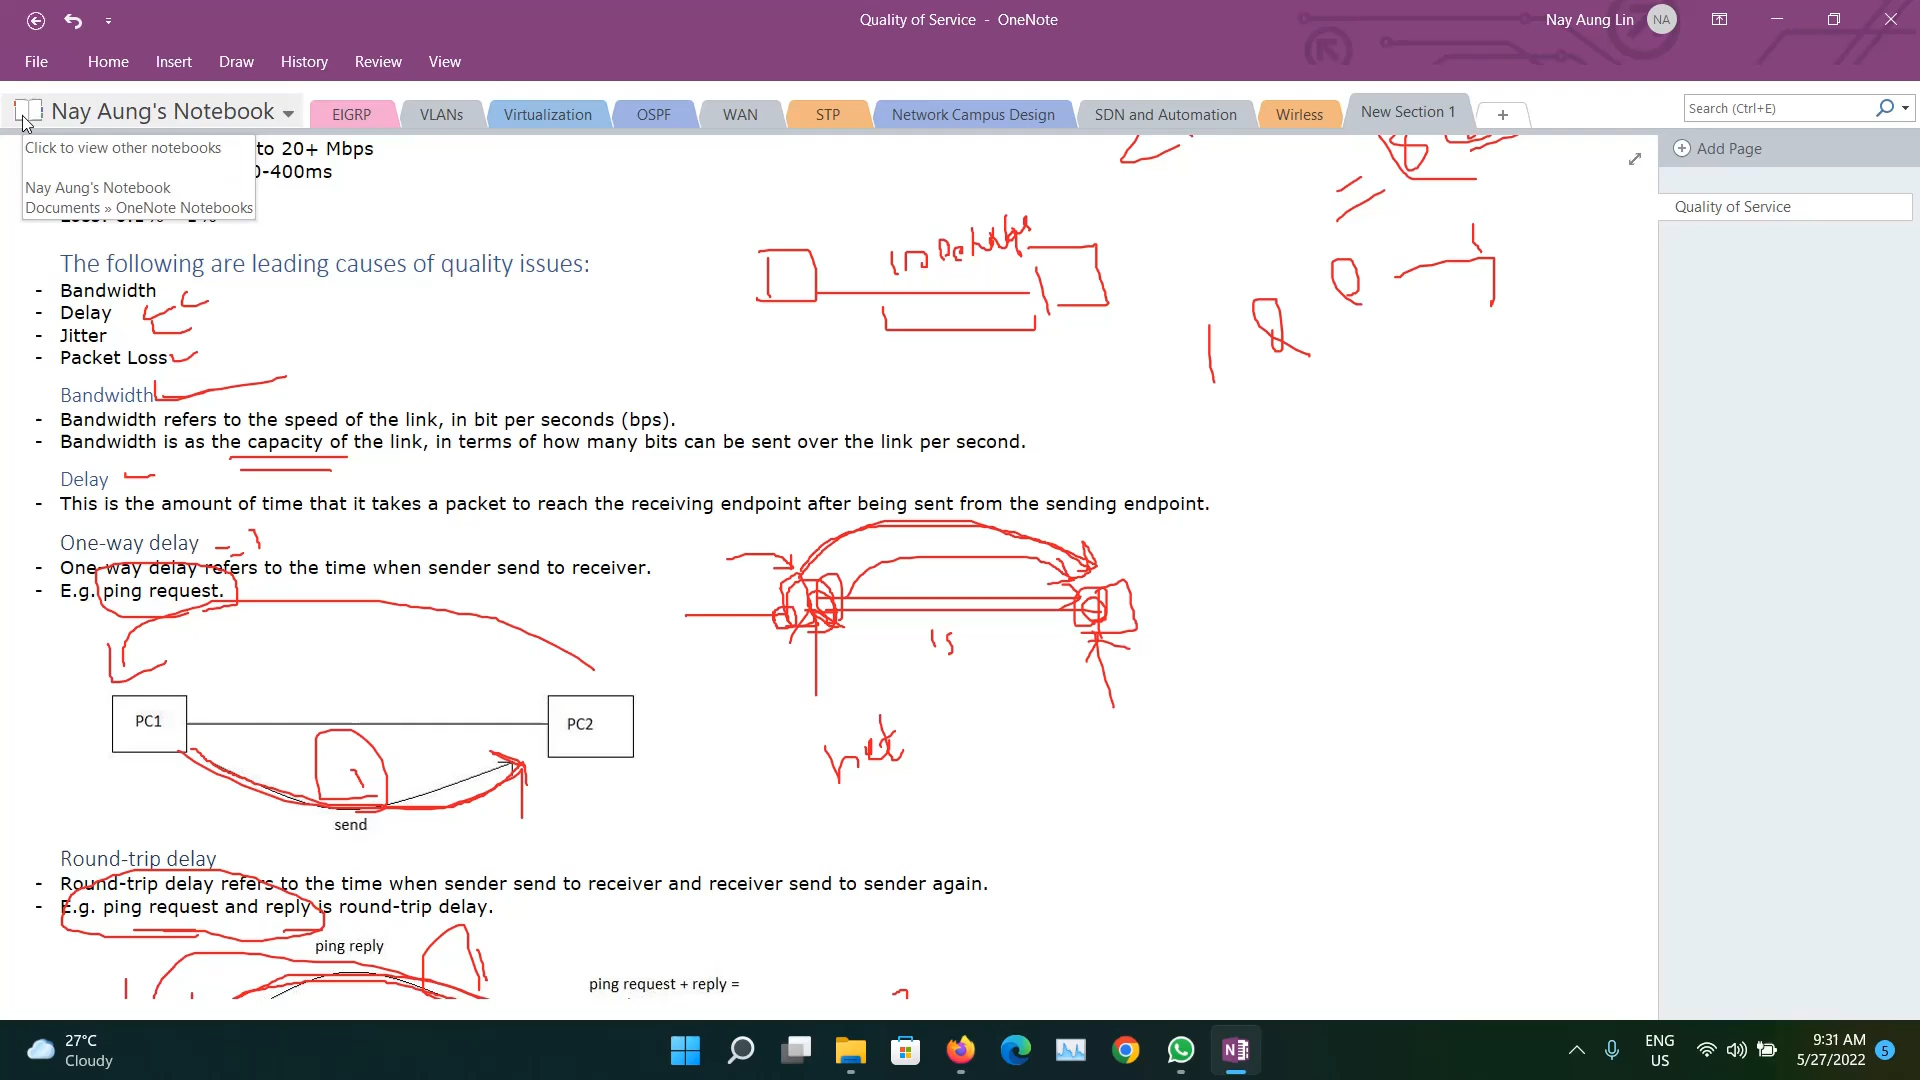 Quality of Service - OneNote
Nay Aung Lin
NA
File
Home
Insert
Draw
History
Review
View
Nay Aung's Notebook
EIGRP
VLANs
Virtualization
OSPF
WAN
STP
Network Campus Design
SDN and Automation
Wirless
New Section 1
+
Search (Ctrl+E)
Click to view other notebooks
Nay Aung's Notebook
Documents » OneNote Notebooks
to 20+ Mbps
0-400ms
Add Page
Quality of Service
The following are leading causes of quality issues:
- Bandwidth
- Delay
- Jitter
- Packet Loss
Bandwidth
- Bandwidth refers to the speed of the link, in bit per seconds (bps).
- Bandwidth is as the capacity of the link, in terms of how many bits can be sent over the link per second.
Delay
- This is the amount of time that it takes a packet to reach the receiving endpoint after being sent from the sending endpoint.
One-way delay
- One-way delay refers to the time when sender send to receiver.
- E.g. ping request.
1s
PC1
PC2
send
Round-trip delay
- Round-trip delay refers to the time when sender send to receiver and receiver send to sender again.
- E.g. ping request and reply is round-trip delay.
ping reply
ping request + reply =
27°C
Cloudy
ENG
US
9:31 AM
5/27/2022
5